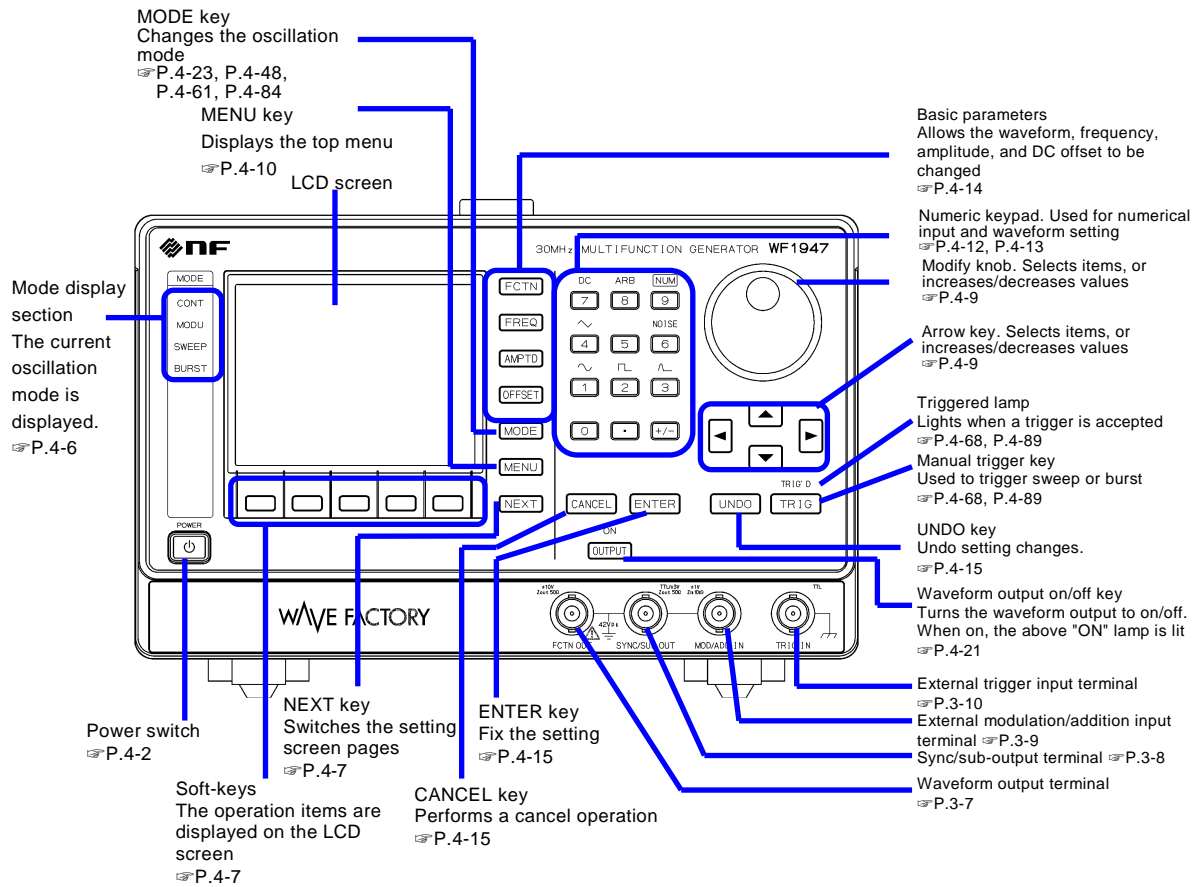 MODE key
Changes the oscillation
mode
☞P.4-23, P.4-48,
P.4-61, P.4-84
MENU key
Displays the top menu
☞P.4-10
LCD screen
Mode display
section
The current
oscillation
mode is
displayed.
☞P.4-6
Basic parameters
Allows the waveform, frequency,
amplitude, and DC offset to be
changed
☞P.4-14
Numeric keypad. Used for numerical
input and waveform setting
☞P.4-12, P.4-13
Modify knob. Selects items, or
increases/decreases values
☞P.4-9
Arrow key. Selects items, or
increases/decreases values
☞P.4-9
Triggered lamp
Lights when a trigger is accepted
☞P.4-68, P.4-89
Manual trigger key
Used to trigger sweep or burst
☞P.4-68, P.4-89
UNDO key
Undo setting changes.
☞P.4-15
Waveform output on/off key
Turns the waveform output to on/off.
When on, the above "ON" lamp is lit
☞P.4-21
External trigger input terminal
☞P.3-10
External modulation/addition input
terminal ☞P.3-9
Sync/sub-output terminal ☞P.3-8
Waveform output terminal
☞P.3-7
nF
30MHz MULTIFUNCTION GENERATOR WF1947
MODE
CONT
MODU
SWEEP
BURST
POWER
FCTN
FREQ
AMPTD
OFFSET
MODE
MENU
NEXT
DC ARB NUM
7 8 9
NOISE
4 5 6
1 2 3
0 . +/-
TRIG'D
CANCEL ENTER UNDO TRIG
ON
OUTPUT
WAVE FACTORY
±10V
Zout 50Ω
TTL/±3V
Zout 50Ω
±1V
TTL
42VPK
FCTN OUT SYNC/SUB OUT MOD/ADD IN TRIG IN
Power switch
☞P.4-2
Soft-keys
The operation items are
displayed on the LCD
screen
☞P.4-7
NEXT key
Switches the setting
screen pages
☞P.4-7
CANCEL key
Performs a cancel operation
☞P.4-15
ENTER key
Fix the setting
☞P.4-15